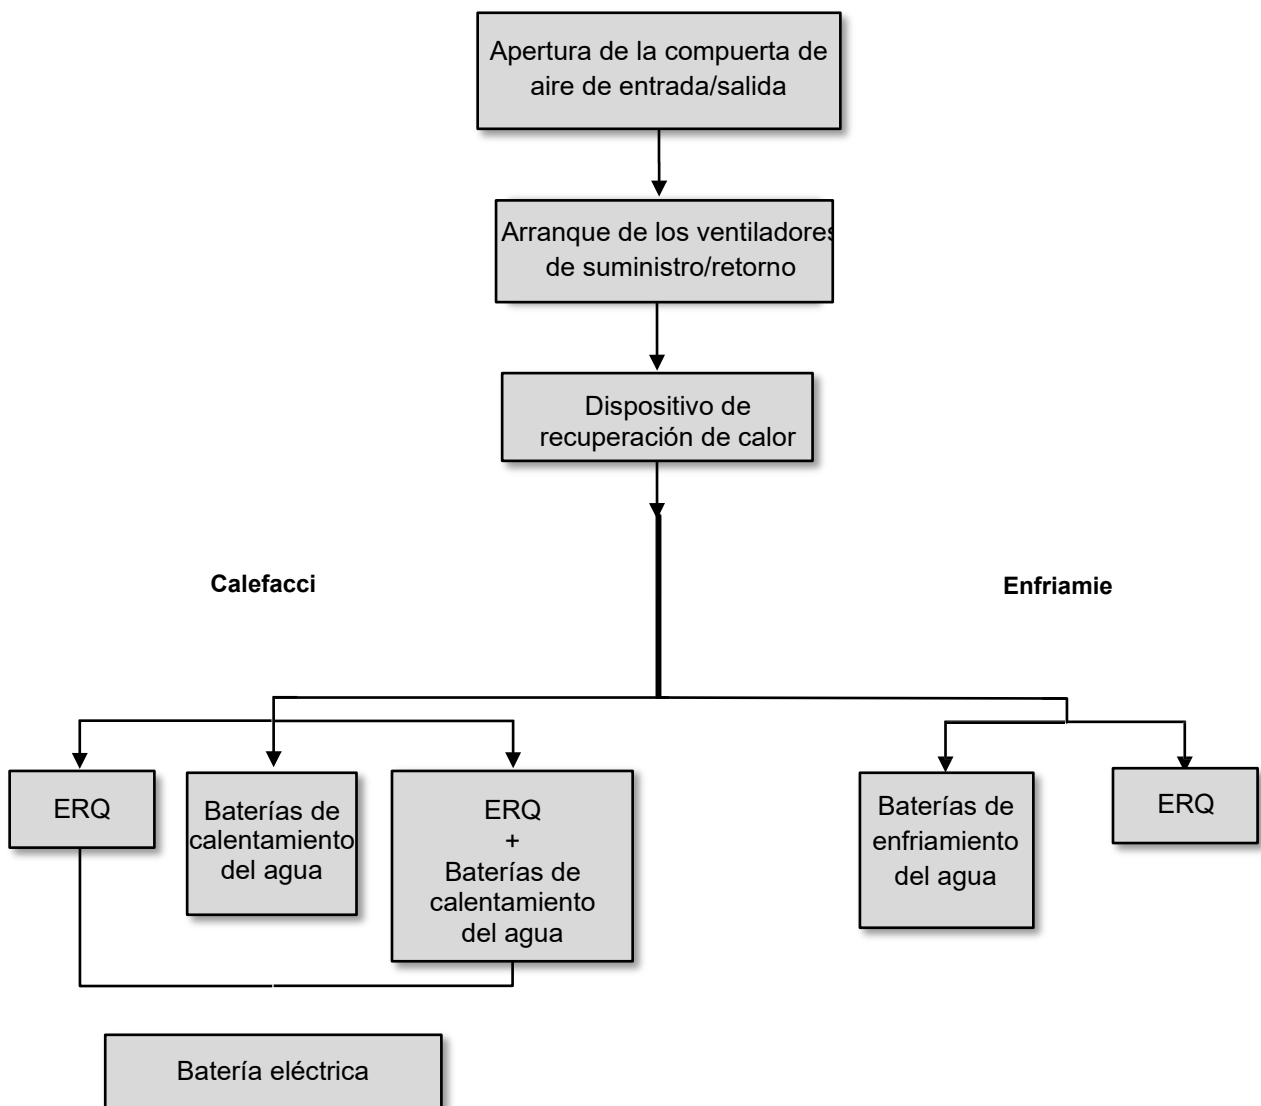 Apertura de la compuerta de
aire de entrada/salida
Arranque de los ventiladores
de suministro/retorno
Dispositivo de
recuperación de calor
Calefacci
Enfriamie
ERQ
Baterías de
calentamiento
del agua
ERQ
+
Baterías de
calentamiento
del agua
Baterías de
enfriamiento
del agua
ERQ
Batería eléctrica